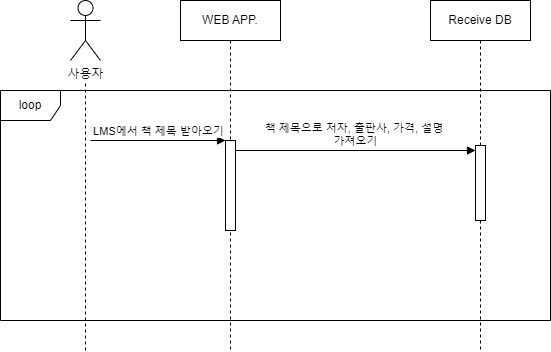 WEB APP.
Receive DB
사용자
loop
LMS에서 책 제목 받아오기
책 제목으로 저자, 출판사, 가격, 설명
가져오기